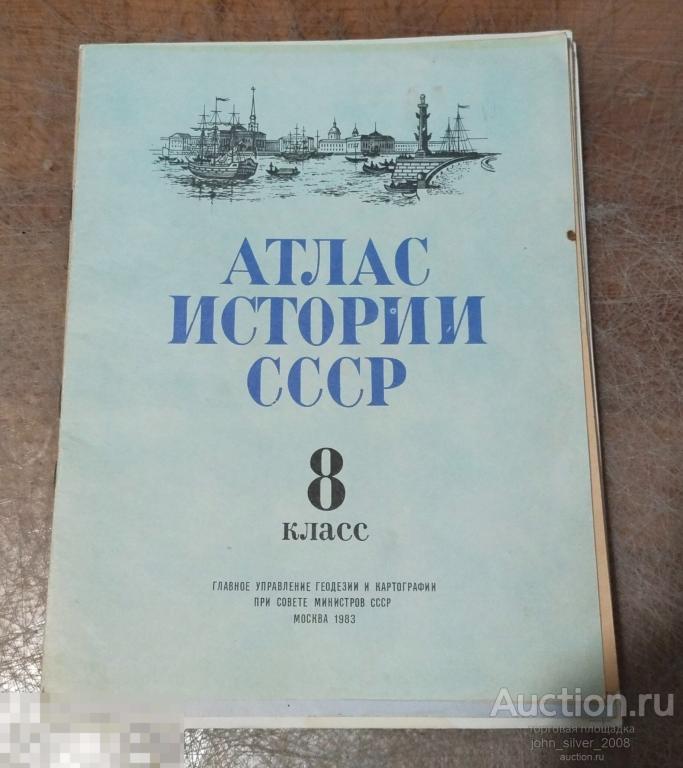 АТЛАС
ИСТОРИИ
СССР
8
класс
ГЛАВНОЕ УПРАВЛЕНИЕ ГЕОДЕЗИИ И КАРТОГРАФИИ
ПРИ СОВЕТЕ МИНИСТРОВ СССР
МОСКВА 1983
Auction.ru
торговая площадка
john_silver_2008
auction.ru